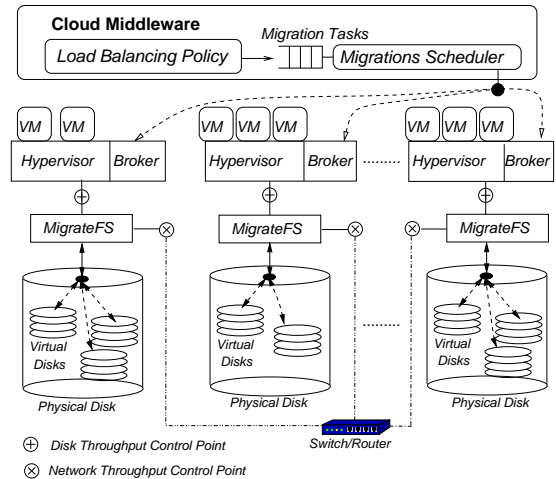 Cloud Middleware
Migration Tasks
Load Balancing Policy
Migrations Scheduler
VM VM VM VM VM VM VM VM
Hypervisor Broker Hypervisor Broker ......... Hypervisor Broker
MigrateFS MigrateFS MigrateFS
Virtual Disks
Virtual Disks
Virtual Disks
Physical Disk Physical Disk Physical Disk
Switch/Router
Disk Throughput Control Point
Network Throughput Control Point